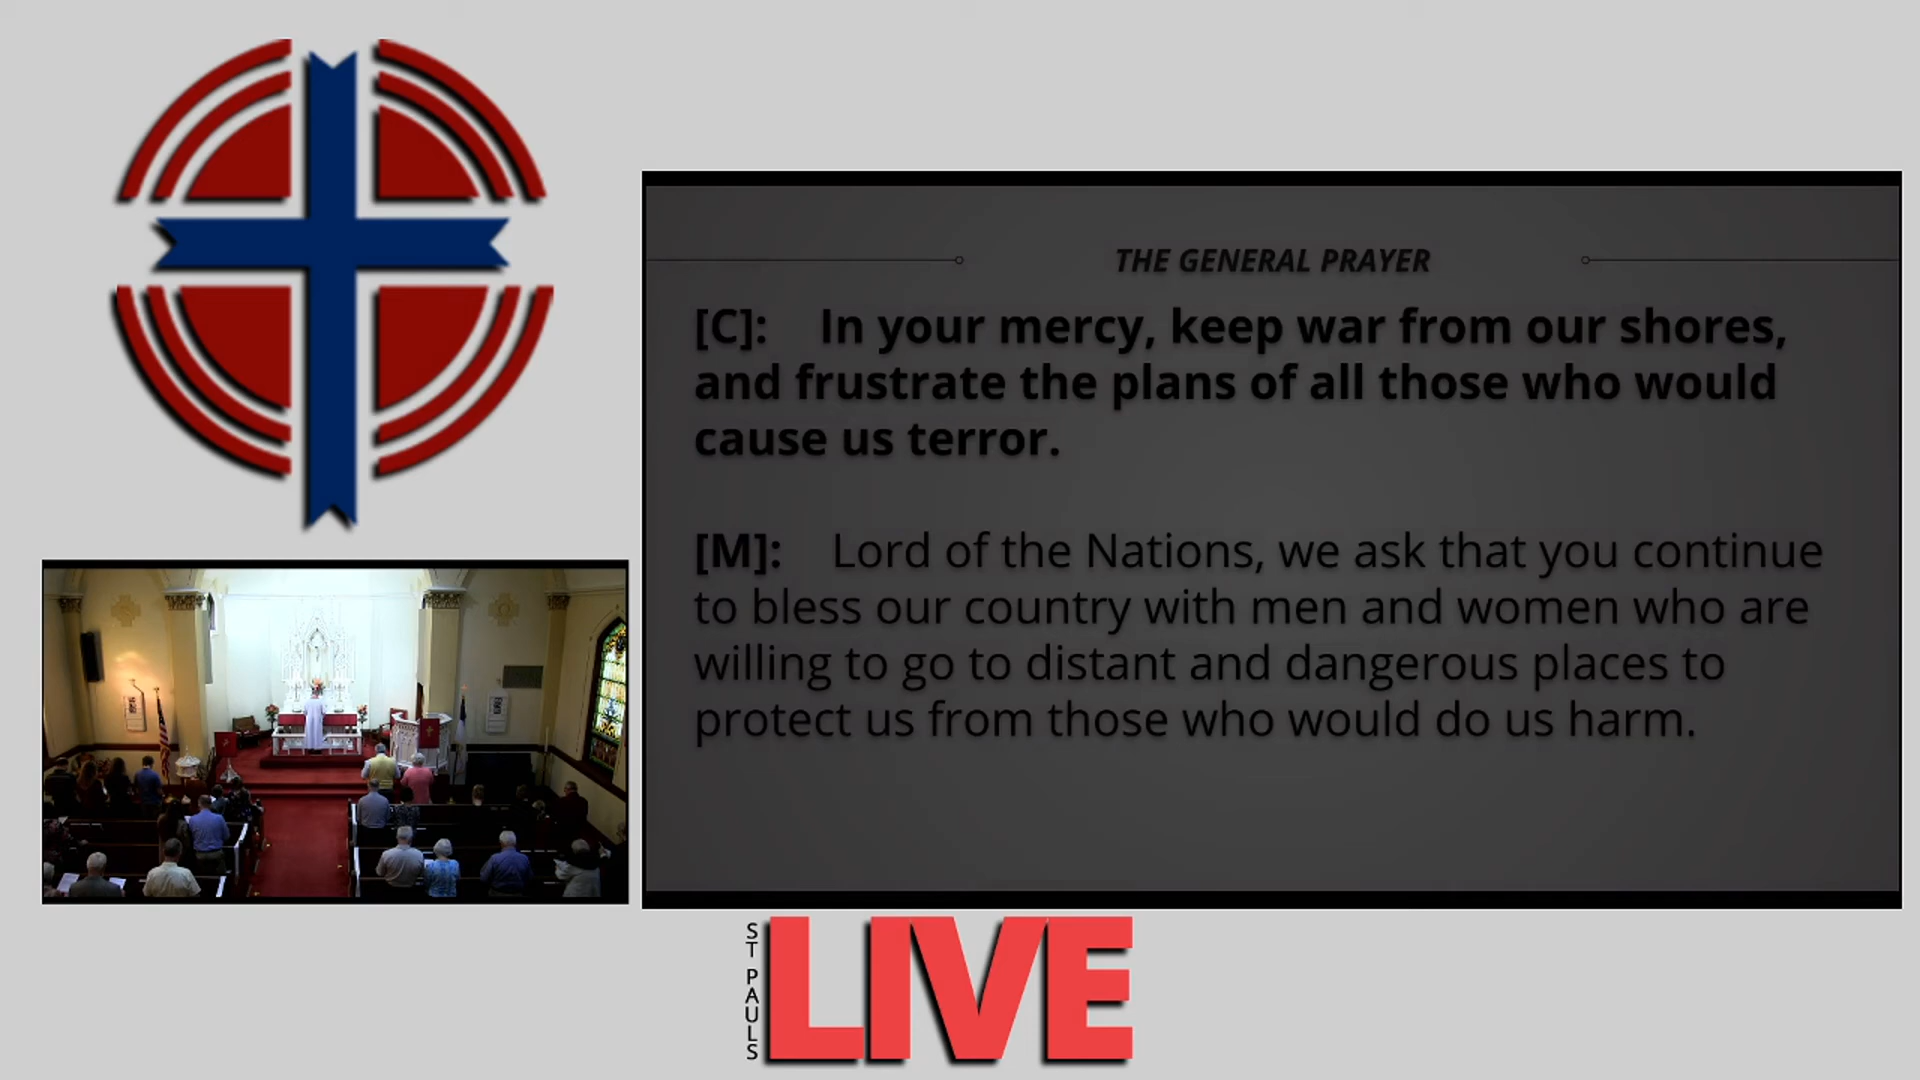 THE GENERAL PRAYER
[C]: In your mercy, keep war from our shores,
and frustrate the plans of all those who would
cause us terror.
[M]: Lord of the Nations, we ask that you continue
to bless our country with men and women who are
willing to go to distant and dangerous places to
protect us from those who would do us harm.
ST PAULS
LIVE